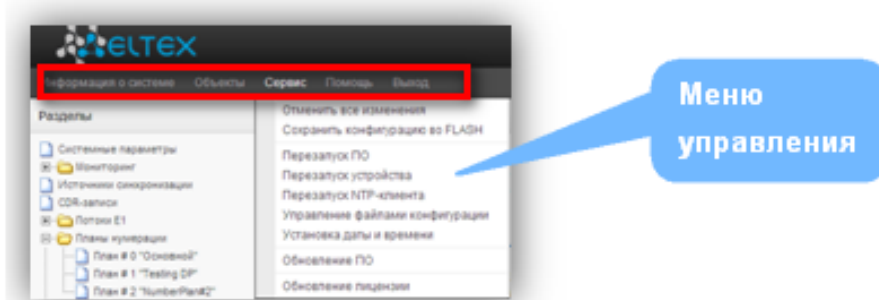 ELTEX
Информация о системе Объекты Сервис Помощь Выход
Разделы
Системные параметры
Мониторинг
Источники синхронизации
CDR-записи
Потоки E1
Планы нумерации
План # 0 "Основной"
План # 1 "Testing DP"
План # 2 "NumberPlan#2"
Отменить все изменения
Сохранить конфигурацию во FLASH
Перезапуск ПО
Перезапуск устройства
Перезапуск NTP-клиента
Управление файлами конфигурации
Установка даты и времени
Обновление ПО
Обновление лицензии
Меню
управления